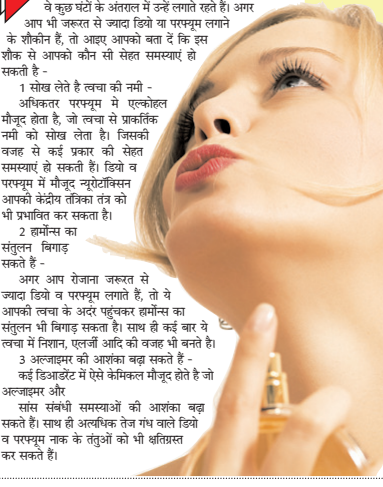 वे कुछ घंटों के अंतराल में उन्हें लगाते रहते हैं। अगर
आप भी जरूरत से ज्यादा डियो या परफ्यूम लगाने
के शौकीन हैं, तो आइए आपको बता दें कि इस
शौक से आपको कौन सी सेहत समस्याएं हो
सकती है -
1 सोख लेते है त्वचा की नमी -
अधिकतर परफ्यूम मे एल्कोहल
मौजूद होता है, जो त्वचा से प्राकर्तिक
नमी को सोख लेता है। जिसकी
वजह से कई प्रकार की सेहत
समस्याएं हो सकती हैं। डियो व
परफ्यूम में मौजूद न्यूरोटॉक्सिन
आपकी केंद्रीय तंत्रिका तंत्र को
भी प्रभावित कर सकता है।
2 हार्मोन्स का
संतुलन बिगाड़
सकते हैं -
अगर आप रोजाना जरूरत से
ज्यादा डियो व परफ्यूम लगाते हैं, तो ये
आपकी त्वचा के अदंर पहुंचकर हार्मोन्स का
संतुलन भी बिगाड़ सकता है। साथ ही कई बार ये
त्वचा में निशान, एलर्जी आदि की वजह भी बनते है।
3 अल्जाइमर की आशंका बढ़ा सकते हैं -
कई डिआडरेंट में ऐसे केमिकल मौजूद होते है जो
अल्जाइमर और
सांस संबंधी समस्याओं की आशंका बढ़ा
सकते हैं। साथ ही अत्यधिक तेज गंध वाले डियो
व परफ्यूम नाक के तंतुओं को भी क्षतिग्रस्त
कर सकते हैं।